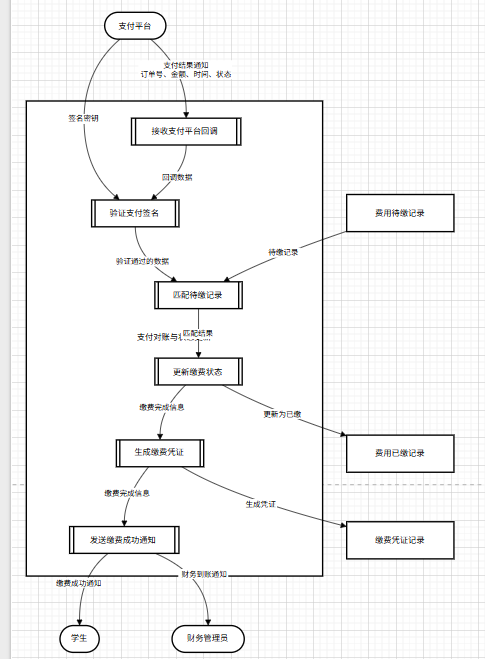 支付平台
支付结果通知
订单号、金额、时间、状态
签名密钥
接收支付平台回调
回调数据
验证支付签名
费用待缴记录
待缴记录
验证通过的数据
匹配待缴记录
匹配结果
支付对账与状态更新
更新缴费状态
缴费完成信息
更新为已缴
生成缴费凭证
费用已缴记录
缴费完成信息
生成凭证
发送缴费成功通知
缴费凭证记录
缴费成功通知
财务到账通知
学生
财务管理员